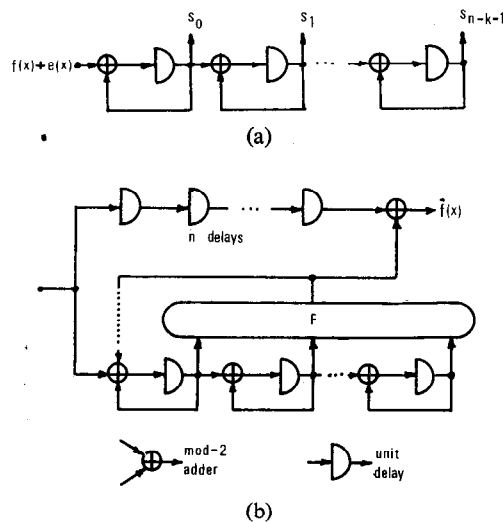 S₀ S₁ Sₙ₋ₖ₋₁
f(x)+e(x) ...
(a)
...
f̂(x)
n delays
F
...
mod-2
adder
unit
delay
(b)